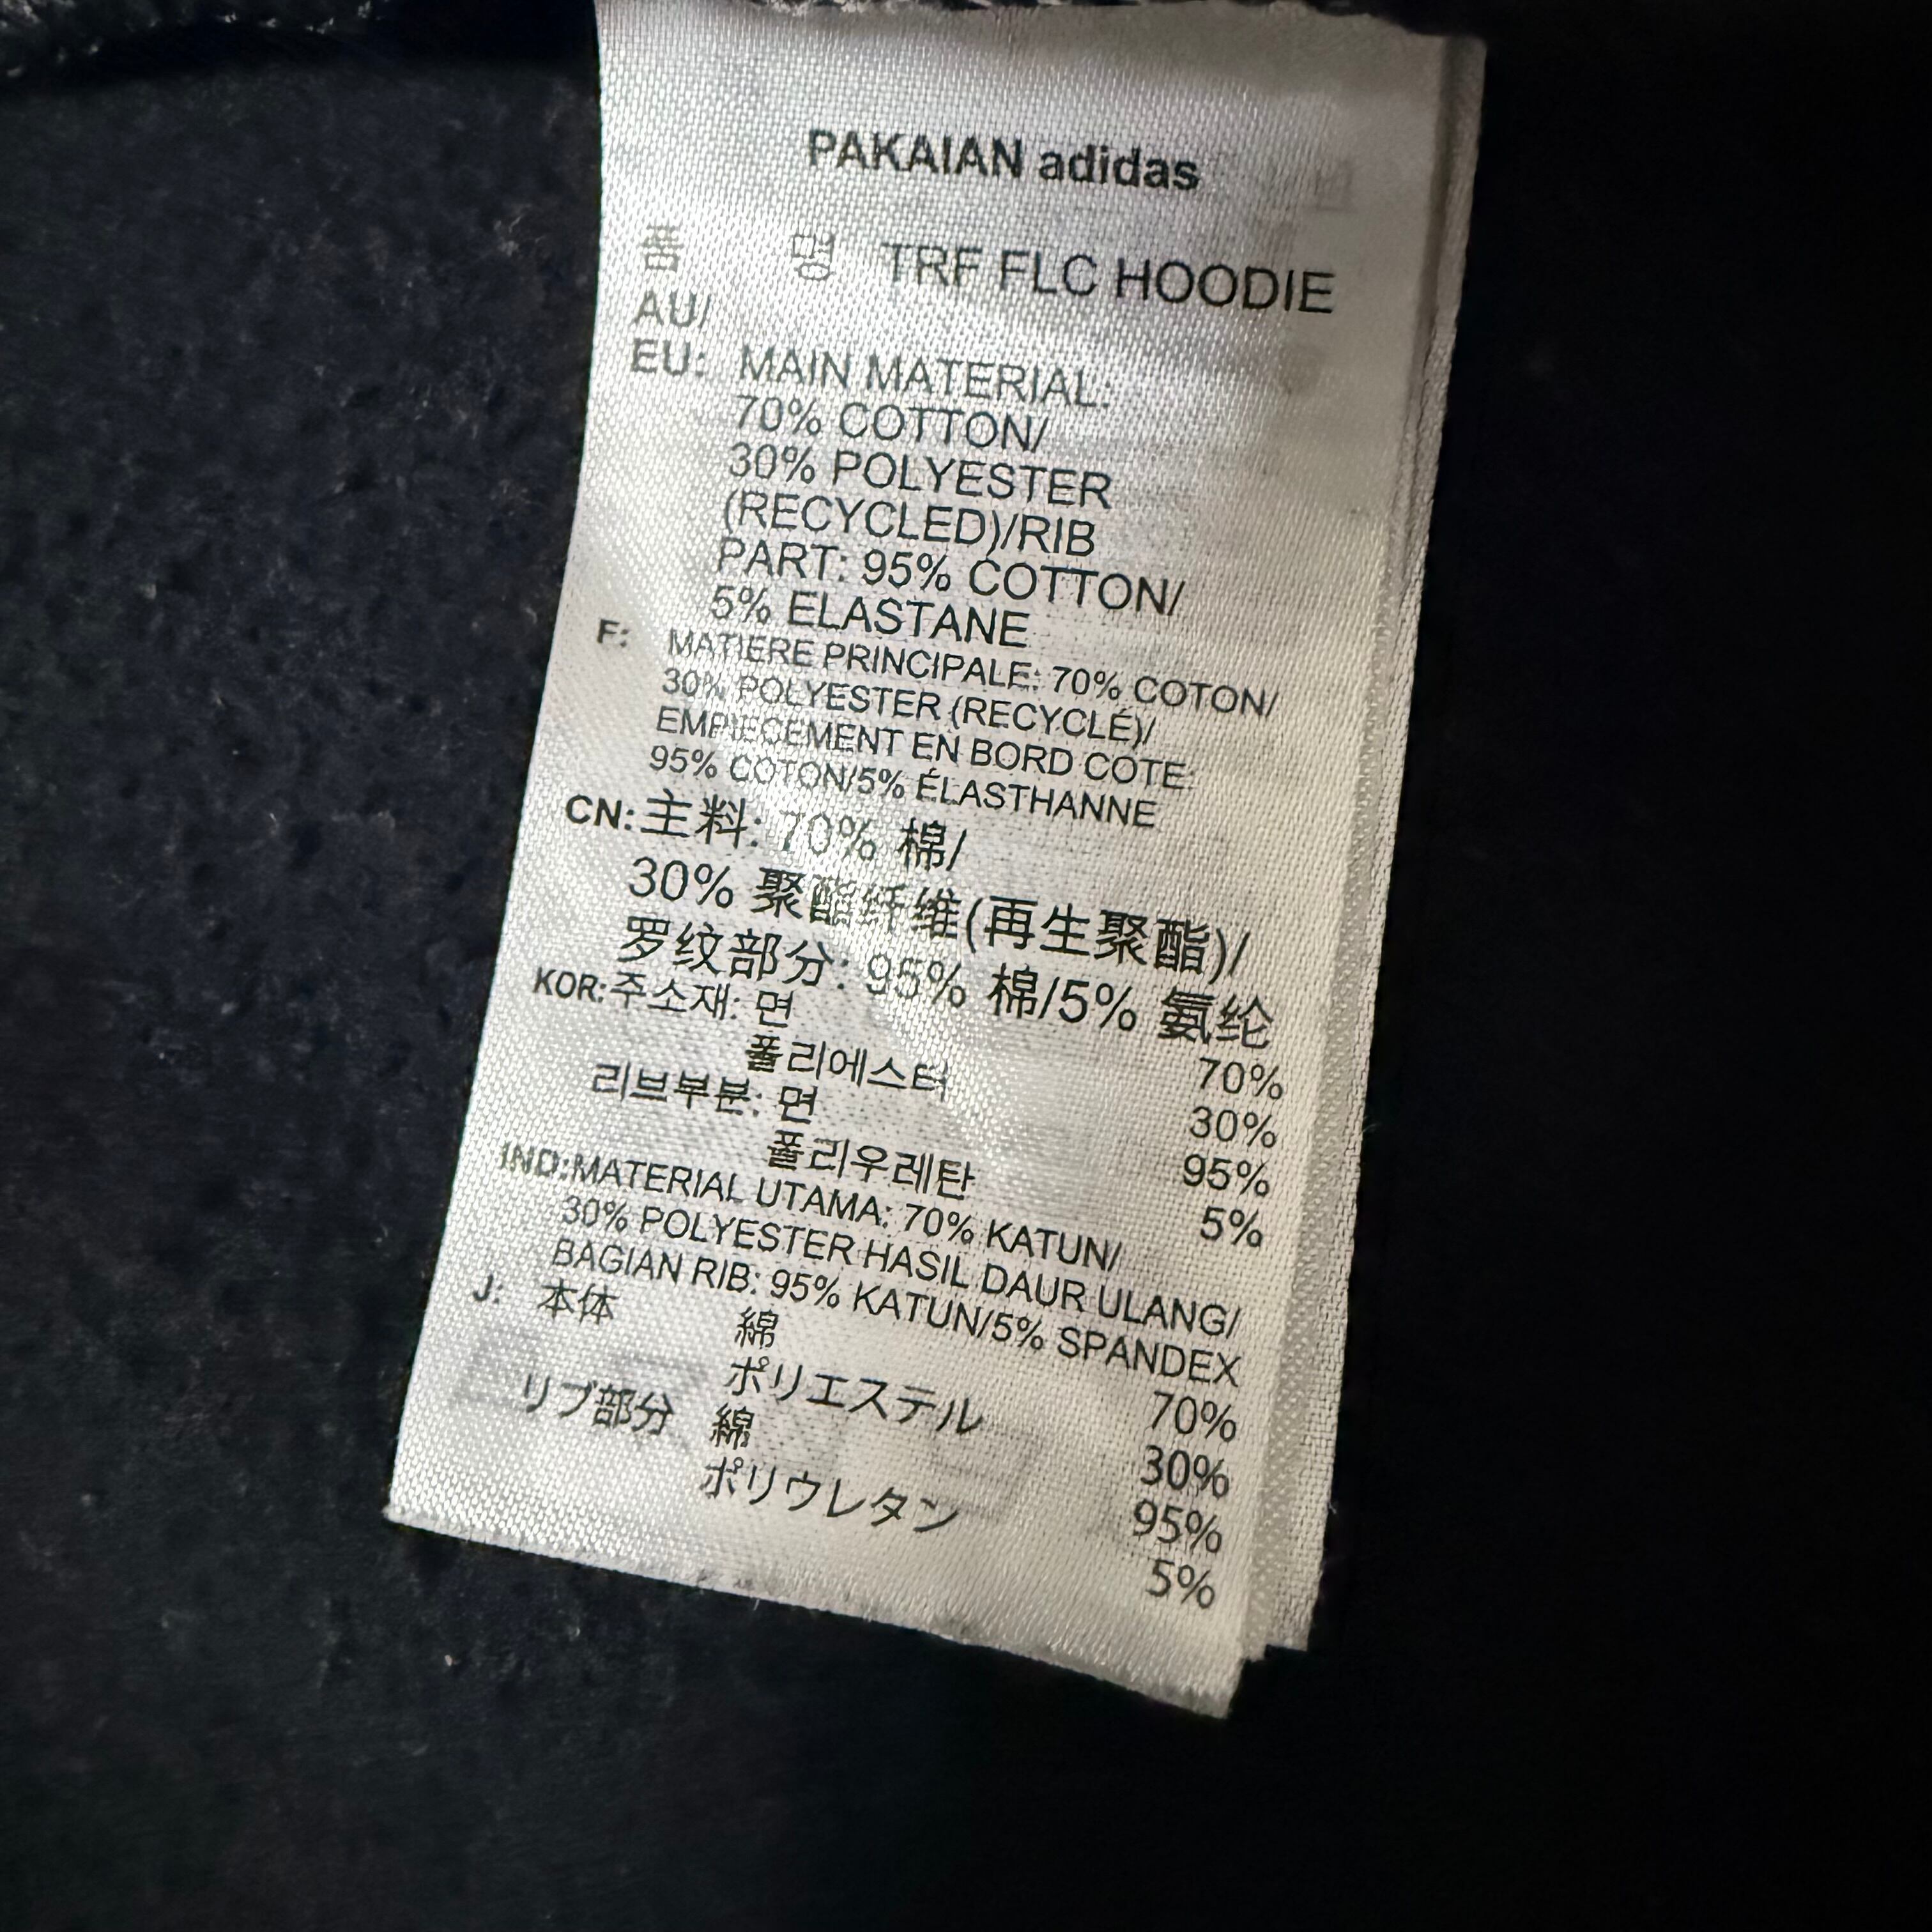 PAKAIAN adidas
품 명 TRF FLC HOODIE
AU/
EU: MAIN MATERIAL:
70% COTTON/
30% POLYESTER
(RECYCLED)/RIB
PART: 95% COTTON/
5% ELASTANE
F: MATIERE PRINCIPALE: 70% COTON/
30% POLYESTER (RECYCLÉ)/
EMPIECEMENT EN BORD COTE:
95% COTON/5% ÉLASTHANNE
CN: 主料: 70% 棉/
30% 聚酯纤维(再生聚酯)/
罗纹部分: 95% 棉/5% 氨纶
KOR: 주소재: 면 70%
폴리에스터 30%
리브부분: 면 95%
폴리우레탄 5%
IND: MATERIAL UTAMA: 70% KATUN/
30% POLYESTER HASIL DAUR ULANG/
BAGIAN RIB: 95% KATUN/5% SPANDEX
J: 本体 綿 70%
ポリエステル 30%
リブ部分 綿 95%
ポリウレタン 5%